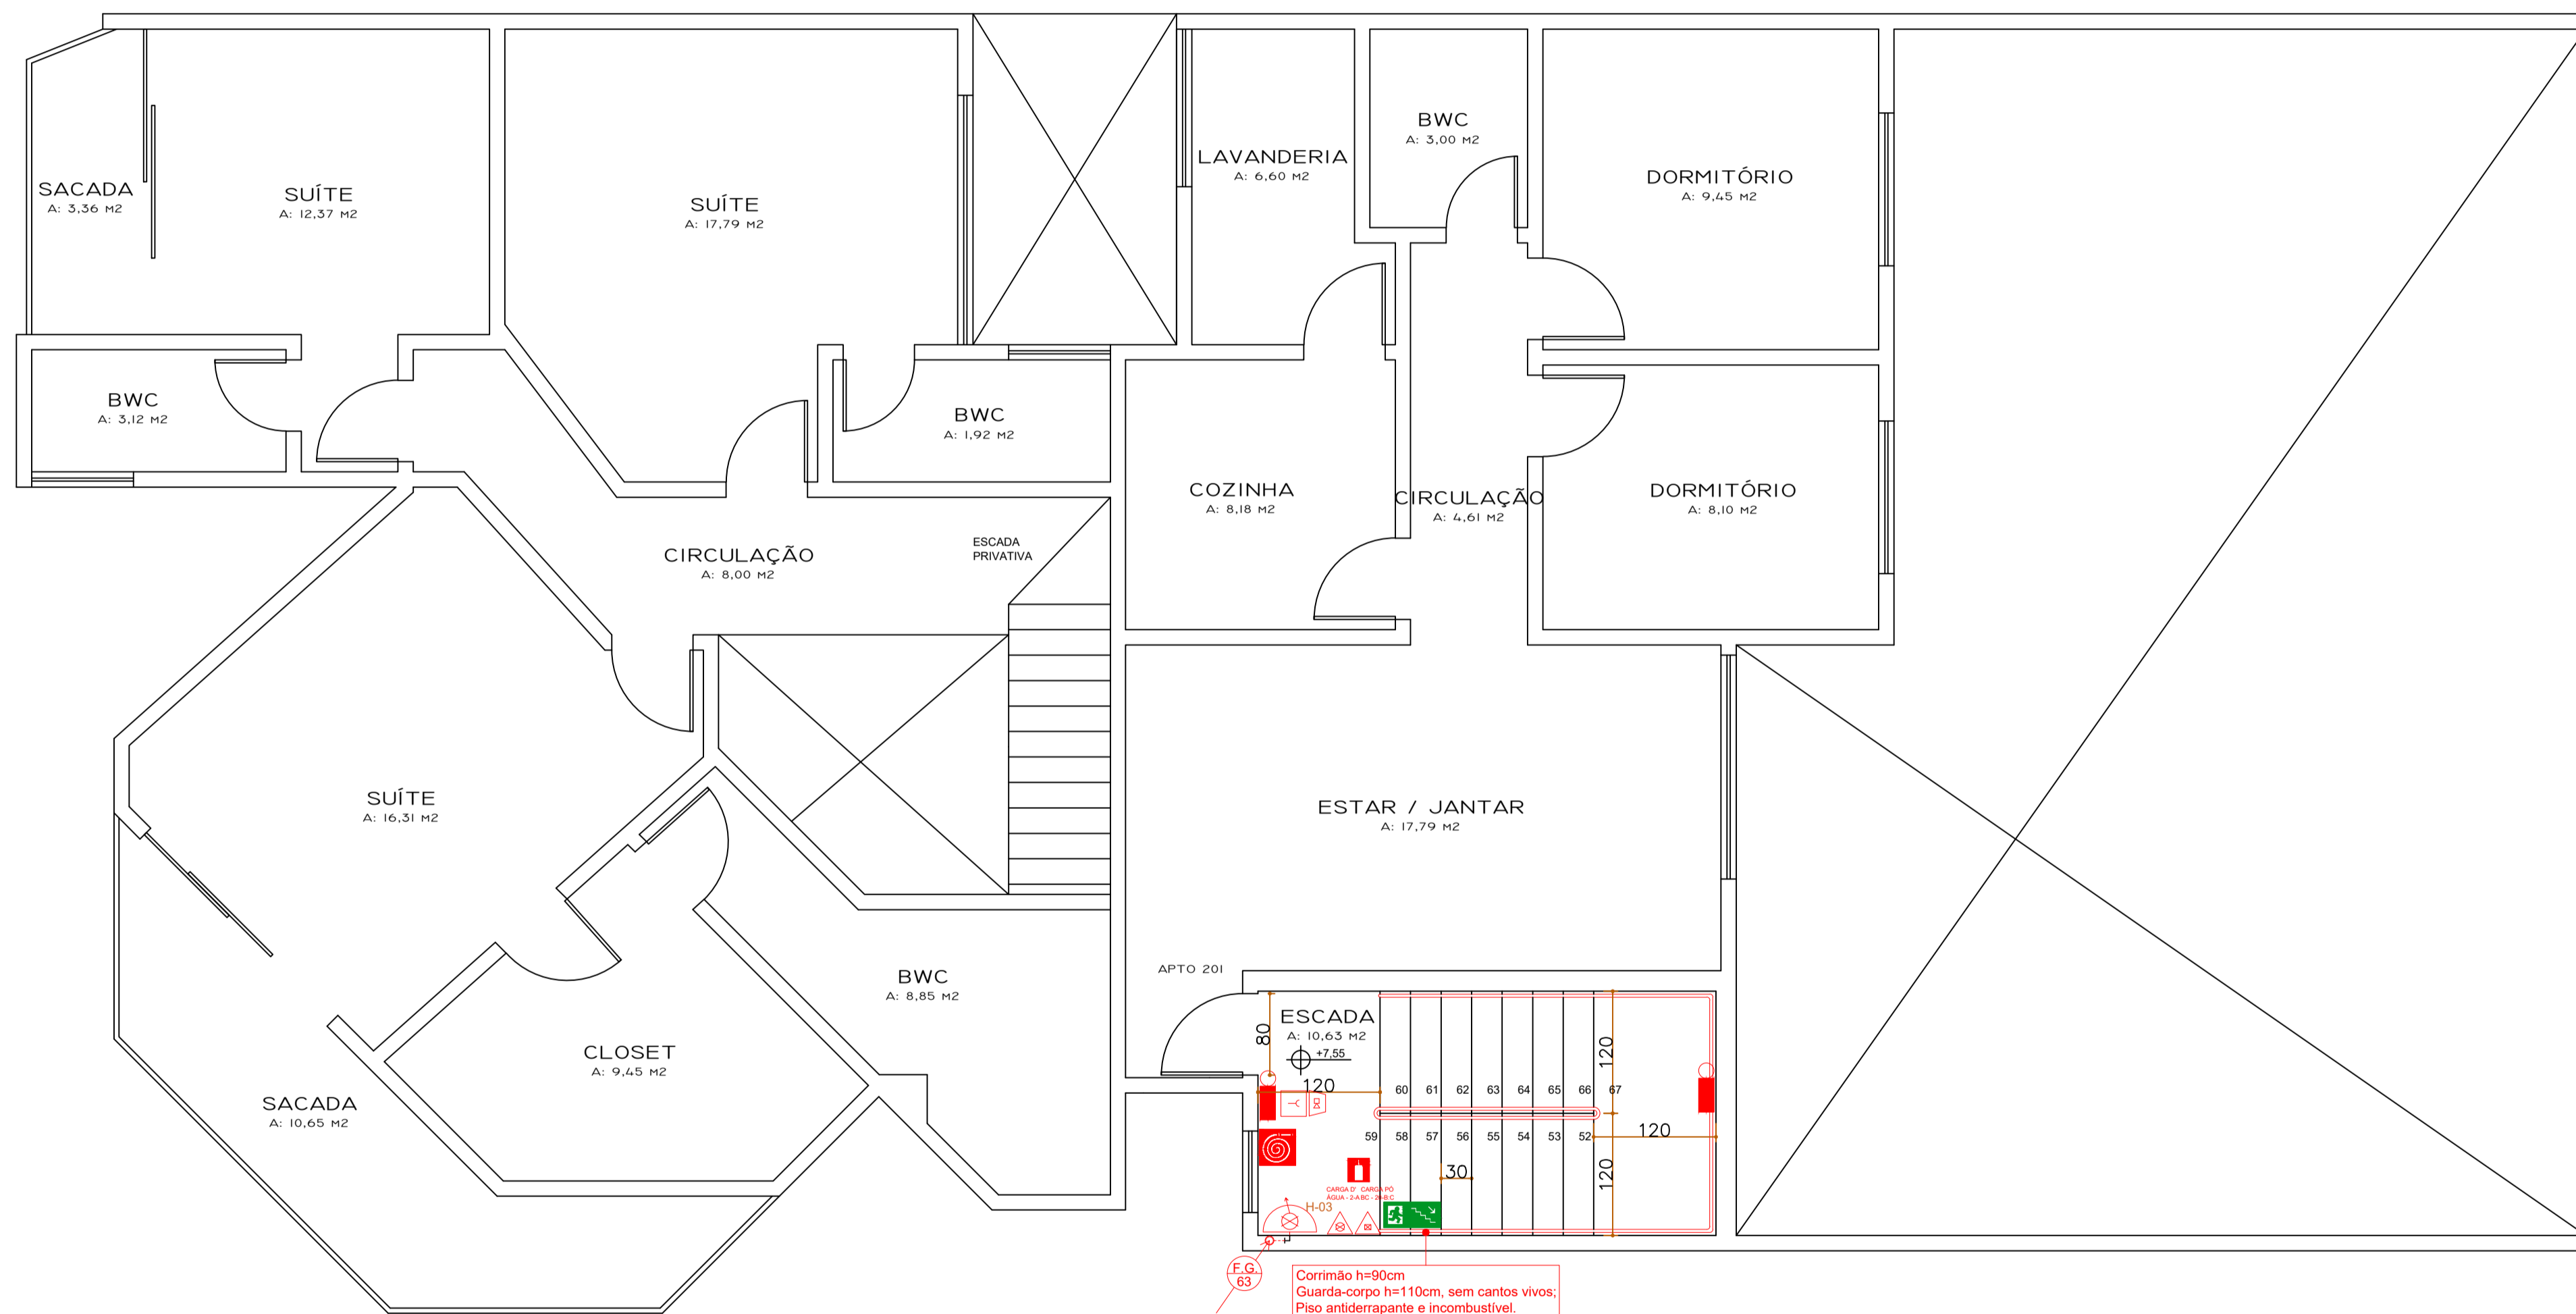 SACADA
A: 3,36 M2
SUÍTE
A: 12,37 M2
SUÍTE
A: 17,79 M2
LAVANDERIA
A: 6,60 M2
BWC
A: 3,00 M2
DORMITÓRIO
A: 9,45 M2
BWC
A: 3,12 M2
BWC
A: 1,92 M2
COZINHA
A: 8,18 M2
CIRCULAÇÃO
A: 4,61 M2
DORMITÓRIO
A: 8,10 M2
CIRCULAÇÃO
A: 8,00 M2
ESCADA
PRIVATIVA
SUÍTE
A: 16,31 M2
ESTAR / JANTAR
A: 17,79 M2
BWC
A: 8,85 M2
APTO 201
CLOSET
A: 9,45 M2
SACADA
A: 10,65 M2
ESCADA
A: 10,63 M2
+7,55
80
120
120
60 61 62 63 64 65 66 67
59 58 57 56 55 54 53 52
120
120
30
CARGA D' CARGA PÓ
H-03
F.G.
63
Corrimão h=90cm
Guarda-corpo h=110cm, sem cantos vivos;
Piso antiderrapante e incombustível.